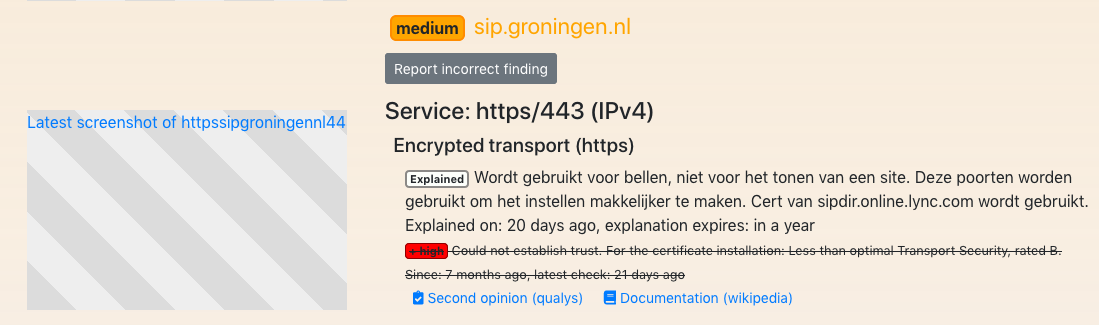 medium sip.groningen.nl
Report incorrect finding
Service: https/443 (IPv4)
Latest screenshot of httpssipgroningennl44
Encrypted transport (https)
Explained Wordt gebruikt voor bellen, niet voor het tonen van een site. Deze poorten worden
gebruikt om het instellen makkelijker te maken. Cert van sipdir.online.lync.com wordt gebruikt.
Explained on: 20 days ago, explanation expires: in a year
+ high Could not establish trust. For the certificate installation: Less than optimal Transport Security, rated B.
Since: 7 months ago, latest check: 21 days ago
Second opinion (qualys) Documentation (wikipedia)